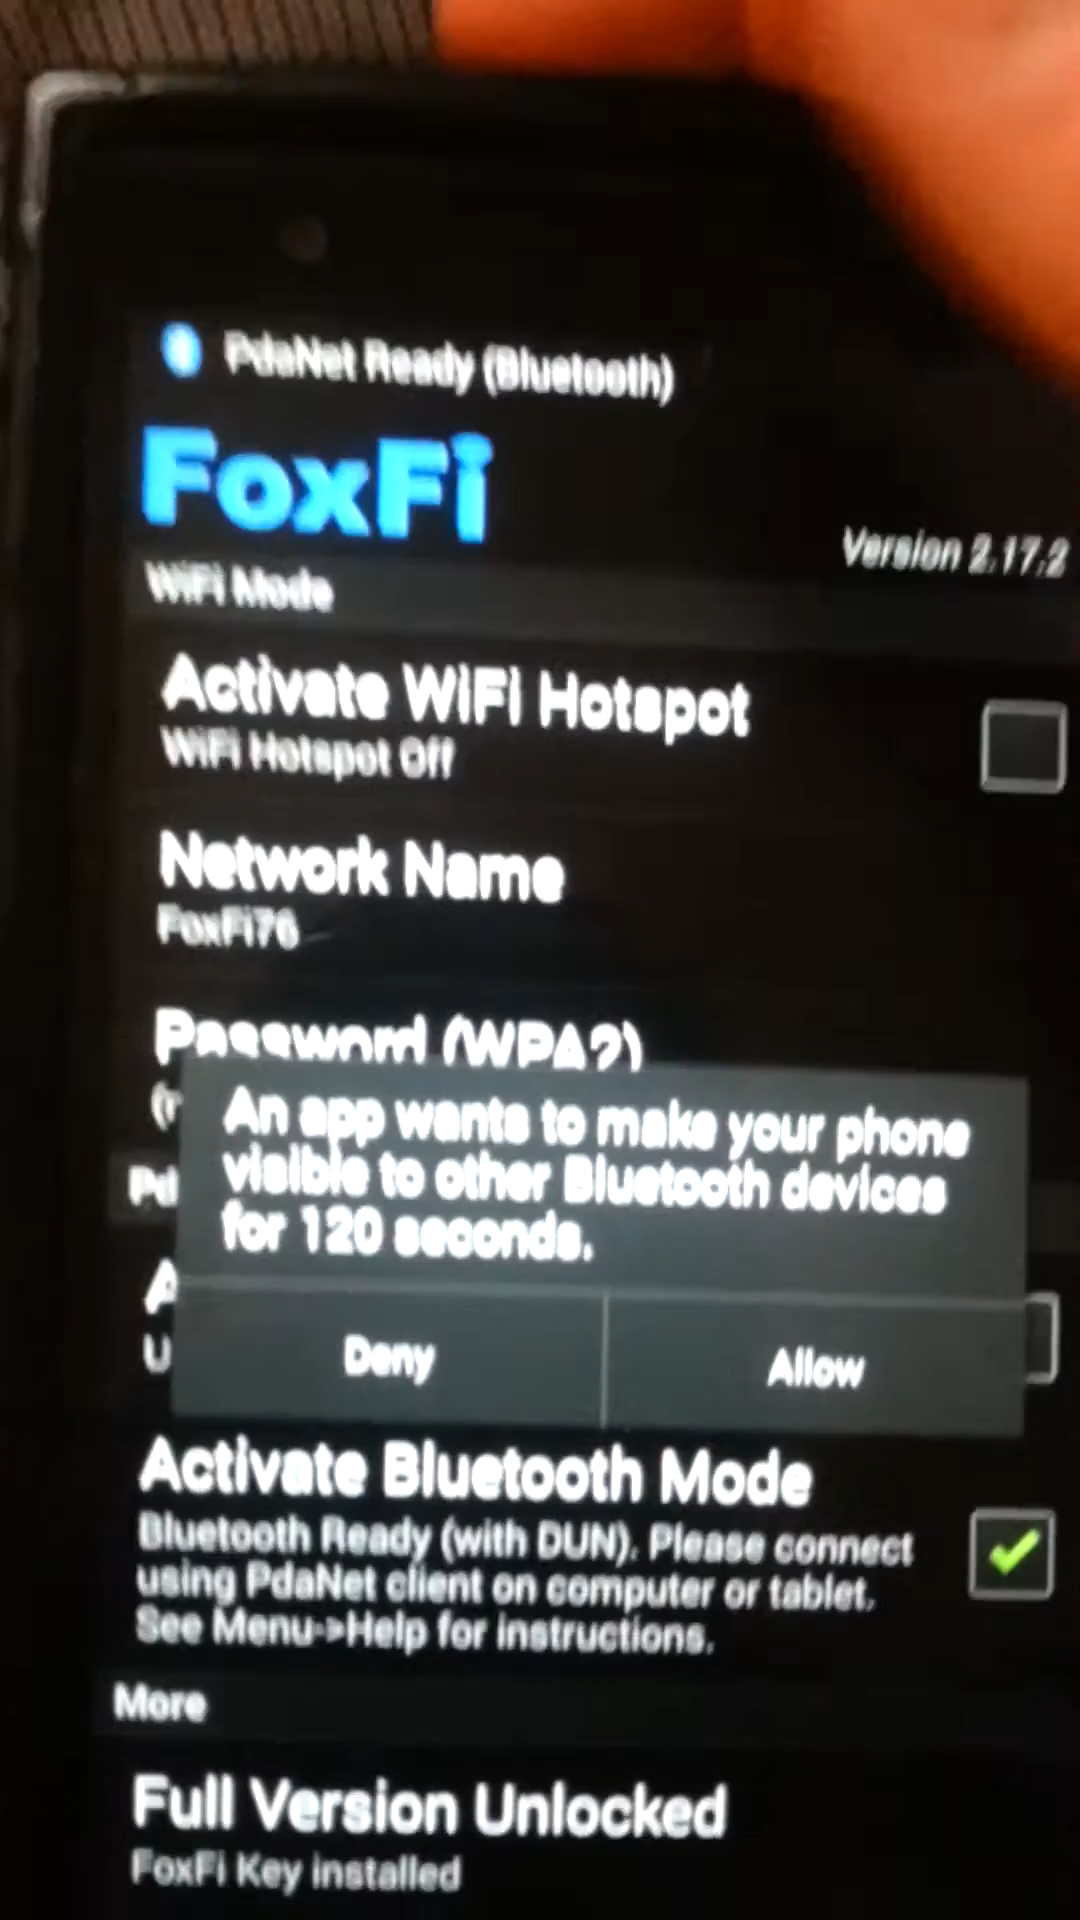 PdaNet Ready (Bluetooth)
FoxFi
Version 2.17.2
WiFi Mode
Activate WiFi Hotspot
WiFi Hotspot Off
Network Name
FoxFi76
Password (WPA2)
An app wants to make your phone
visible to other Bluetooth devices
for 120 seconds.
Deny
Allow
Activate Bluetooth Mode
Bluetooth Ready (with DUN). Please connect
using PdaNet client on computer or tablet.
See Menu->Help for instructions.
More
Full Version Unlocked
FoxFi Key installed